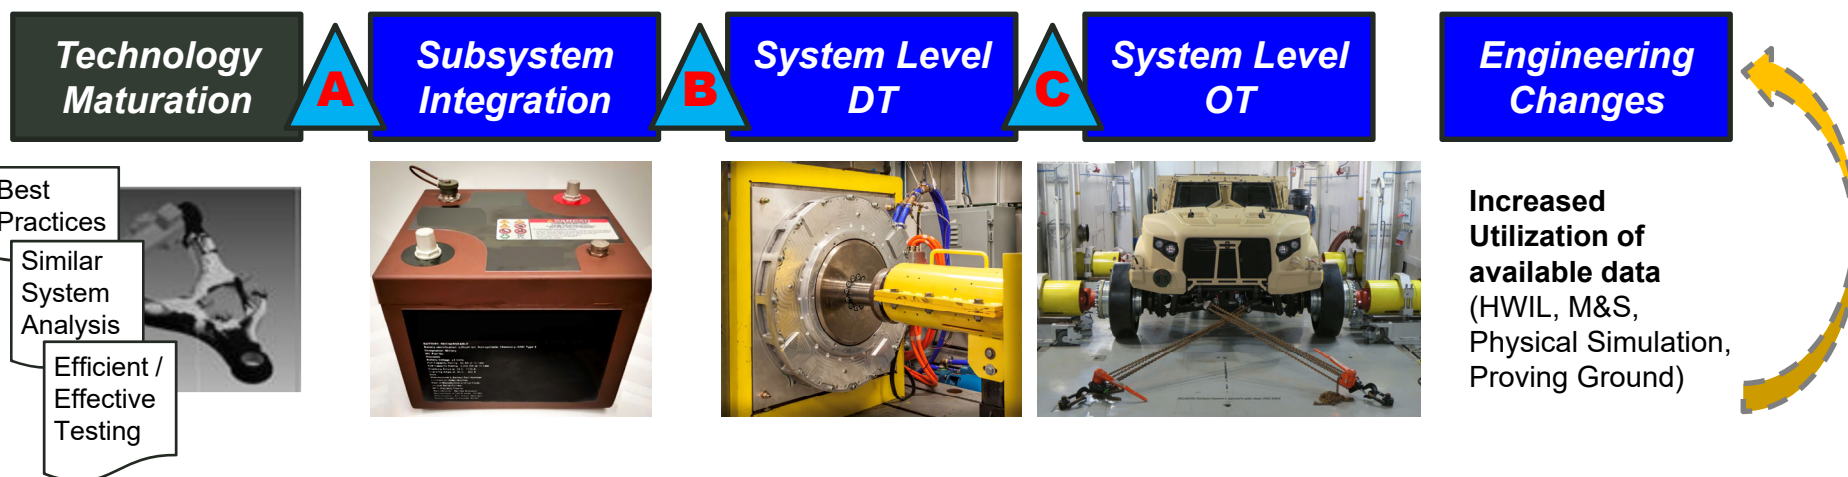 Technology
Maturation
A
Subsystem
Integration
B
System Level
DT
C
System Level
OT
Engineering
Changes
Best
Practices
Similar
System
Analysis
Efficient /
Effective
Testing
Increased
Utilization of
available data
(HWIL, M&S,
Physical Simulation,
Proving Ground)